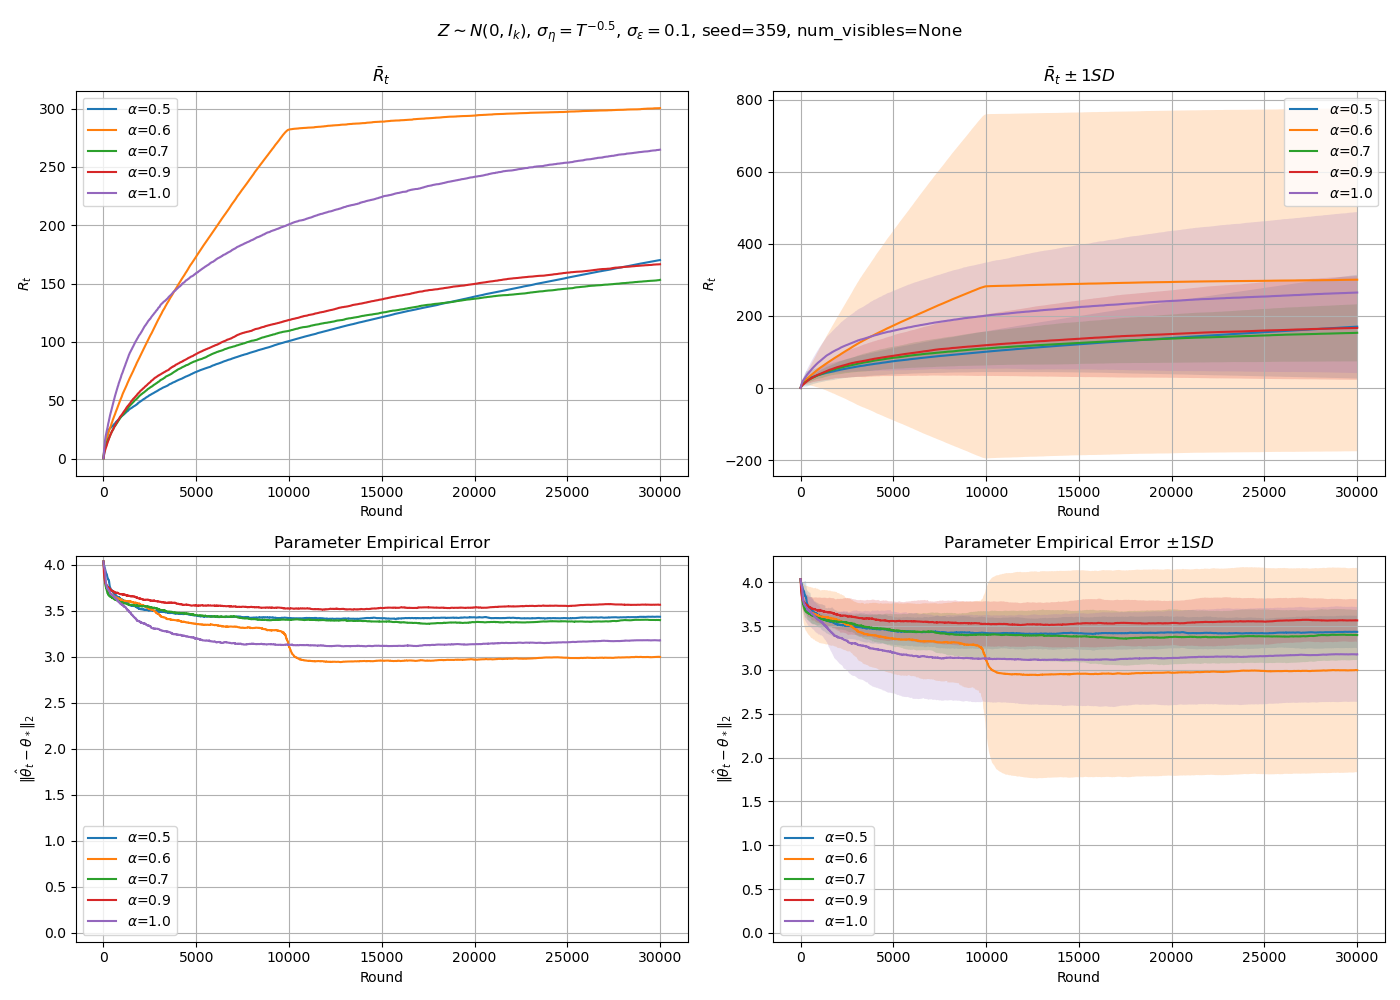 Z ~ N(0, I_k), σ_η = T^{-0.5}, σ_ε = 0.1, seed=359, num_visibles=None
R̄_t
R_t
300
250
200
150
100
50
0
α=0.5
α=0.6
α=0.7
α=0.9
α=1.0
0 5000 10000 15000 20000 25000 30000
Round
R̄_t ± 1SD
R_t
800
600
400
200
0
−200
α=0.5
α=0.6
α=0.7
α=0.9
α=1.0
0 5000 10000 15000 20000 25000 30000
Round
Parameter Empirical Error
‖θ̂_t − θ_*‖_2
4.0
3.5
3.0
2.5
2.0
1.5
1.0
0.5
0.0
α=0.5
α=0.6
α=0.7
α=0.9
α=1.0
0 5000 10000 15000 20000 25000 30000
Round
Parameter Empirical Error ±1SD
‖θ̂_t − θ_*‖_2
4.0
3.5
3.0
2.5
2.0
1.5
1.0
0.5
0.0
α=0.5
α=0.6
α=0.7
α=0.9
α=1.0
0 5000 10000 15000 20000 25000 30000
Round